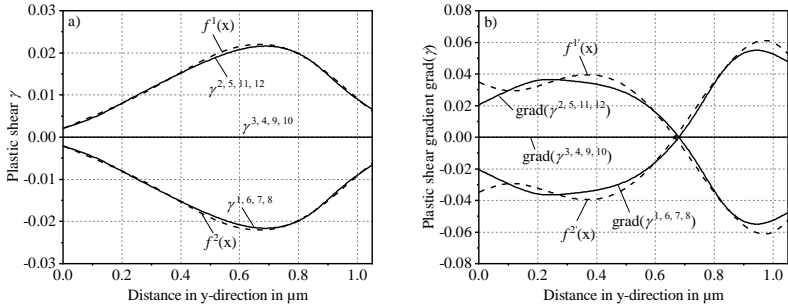 a)
Plastic shear γ
0.03
0.02
0.01
0.00
-0.01
-0.02
-0.03
f¹(x)
γ²,⁵,¹¹,¹²
γ³,⁴,⁹,¹⁰
γ¹,⁶,⁷,⁸
f²(x)
0.0 0.2 0.4 0.6 0.8 1.0
Distance in y-direction in µm
b)
Plastic shear gradient grad(γ)
0.08
0.06
0.04
0.02
0.00
-0.02
-0.04
-0.06
-0.08
f¹'(x)
grad(γ²,⁵,¹¹,¹²)
grad(γ³,⁴,⁹,¹⁰)
grad(γ¹,⁶,⁷,⁸)
f²'(x)
0.0 0.2 0.4 0.6 0.8 1.0
Distance in y-direction in µm